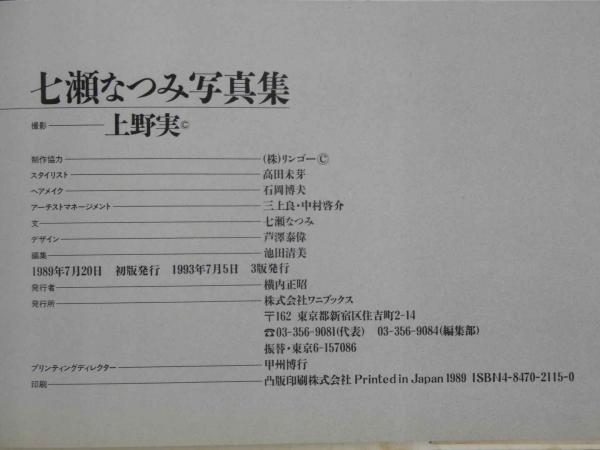 七瀬なつみ写真集
撮影 上野実©
制作協力 (株)リンゴー©
スタイリスト 高田未芽
ヘアメイク 石岡博夫
アーチストマネージメント 三上良・中村啓介
文 七瀬なつみ
デザイン 芦澤泰偉
編集 池田清美
1989年7月20日 初版発行 1993年7月5日 3版発行
発行者 横内正昭
発行所 株式会社ワニブックス
〒162 東京都新宿区住吉町2-14
☎03-356-9081(代表) 03-356-9084(編集部)
振替・東京6-157086
プリンティングディレクター 甲州博行
印刷 凸版印刷株式会社 Printed in Japan 1989 ISBN4-8470-2115-0